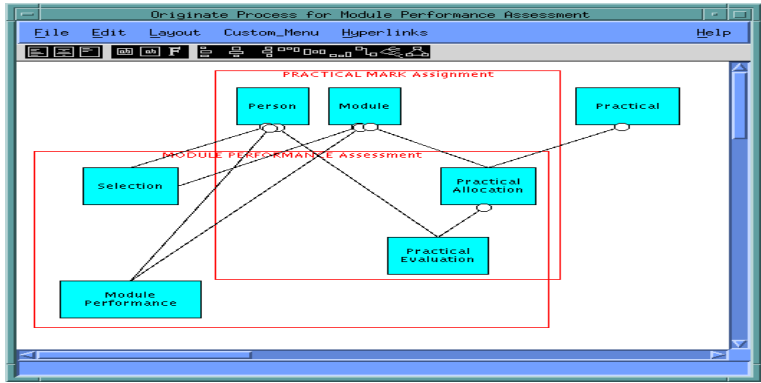 Originate Process for Module Performance Assessment
File Edit Layout Custom_Menu Hyperlinks Help
PRACTICAL MARK Assignment
Person Module Practical
MODULE PERFORMANCE Assessment
Selection
Practical
Allocation
Practical
Evaluation
Module
Performance